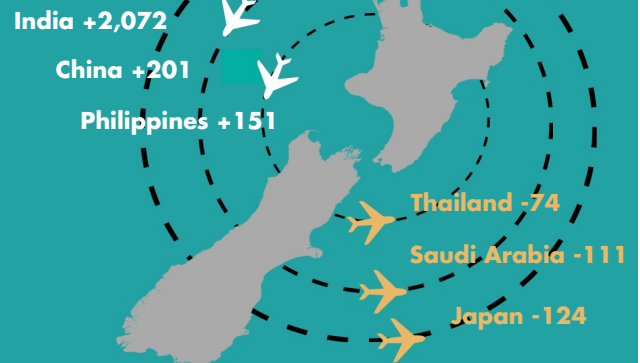 India +2,072
China +201
Philippines +151
Thailand -74
Saudi Arabia -111
Japan -124